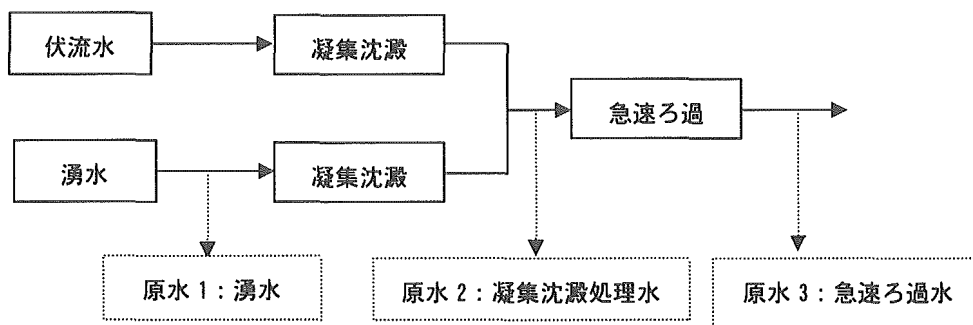 伏流水
凝集沈澱
急速ろ過
湧水
凝集沈澱
原水1：湧水
原水2：凝集沈澱処理水
原水3：急速ろ過水